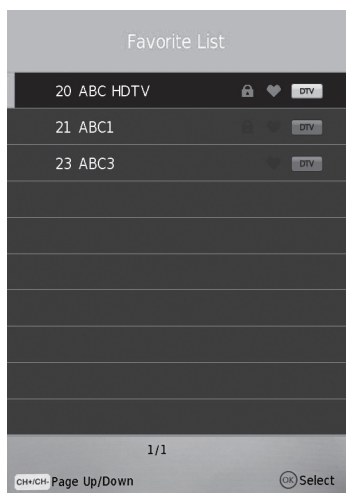 Favorite List
20 ABC HDTV DTV
21 ABC1 DTV
23 ABC3 DTV
1/1
CH+/CH- Page Up/Down OK Select